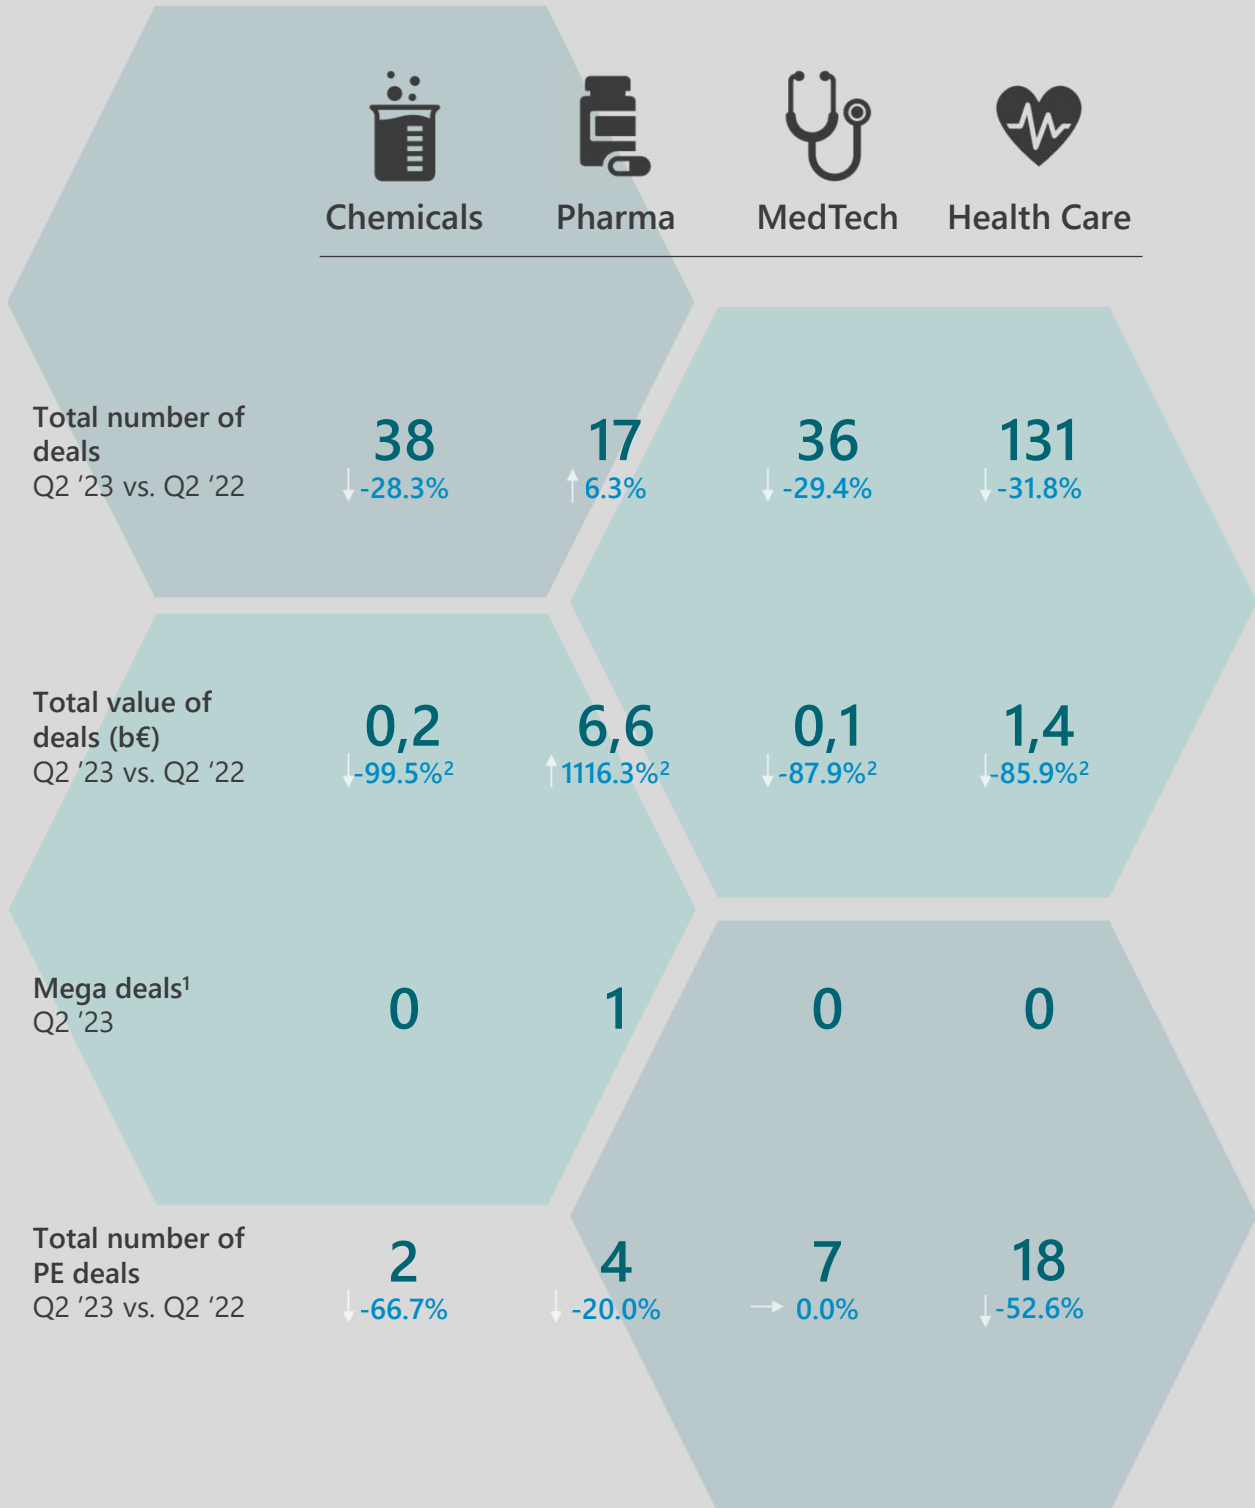 Chemicals Pharma MedTech Health Care
Total number of
deals
Q2 ’23 vs. Q2 ‘22
38 17 36 131
-28.3% 6.3% -29.4% -31.8%
Total value of
deals (b€)
Q2 ’23 vs. Q2 ‘22
0,2 6,6 0,1 1,4
-99.5%² 1116.3%² -87.9%² -85.9%²
Mega deals¹
Q2 ’23
0 1 0 0
Total number of
PE deals
Q2 ’23 vs. Q2 ‘22
2 4 7 18
-66.7% -20.0% 0.0% -52.6%